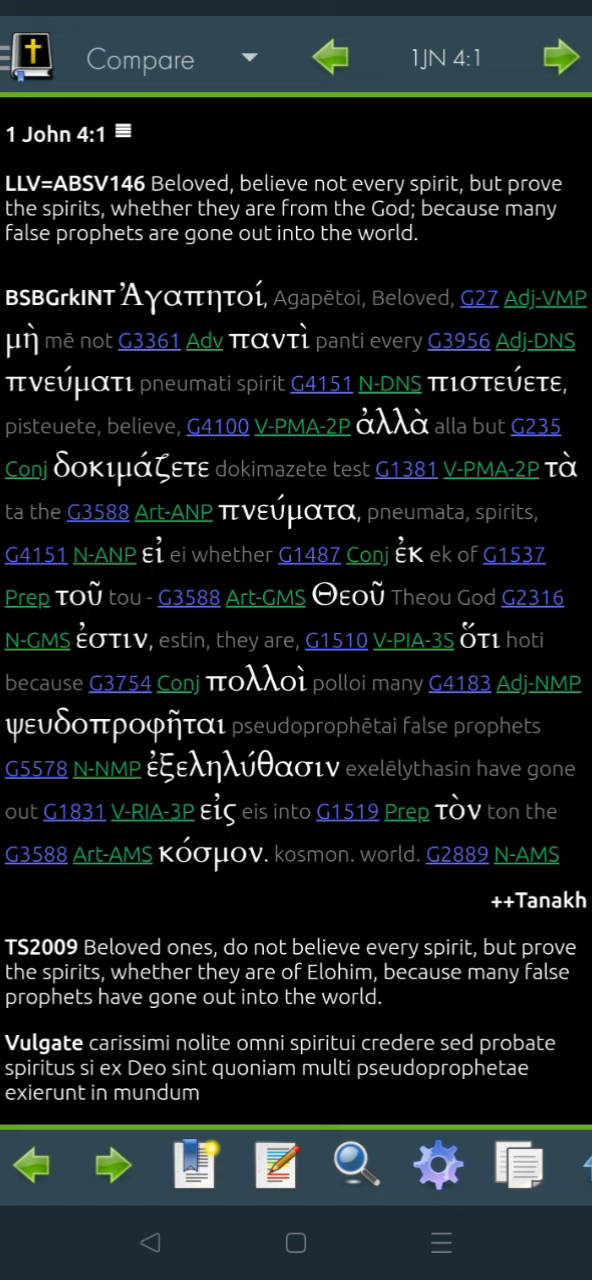 Compare 1JN 4:1
1 John 4:1
LLV=ABSV146 Beloved, believe not every spirit, but prove
the spirits, whether they are from the God; because many
false prophets are gone out into the world.
BSBGrkINT Ἀγαπητοί, Agapētoi, Beloved, G27 Adj-VMP
μὴ mē not G3361 Adv παντὶ panti every G3956 Adj-DNS
πνεύματι pneumati spirit G4151 N-DNS πιστεύετε,
pisteuete, believe, G4100 V-PMA-2P ἀλλὰ alla but G235
Conj δοκιμάζετε dokimazete test G1381 V-PMA-2P τὰ
ta the G3588 Art-ANP πνεύματα, pneumata, spirits,
G4151 N-ANP εἰ ei whether G1487 Conj ἐκ ek of G1537
Prep τοῦ tou - G3588 Art-GMS Θεοῦ Theou God G2316
N-GMS ἐστιν, estin, they are, G1510 V-PIA-3S ὅτι hoti
because G3754 Conj πολλοὶ polloi many G4183 Adj-NMP
ψευδοπροφῆται pseudoprophētai false prophets
G5578 N-NMP ἐξεληλύθασιν exelēlythasin have gone
out G1831 V-RIA-3P εἰς eis into G1519 Prep τὸν ton the
G3588 Art-AMS κόσμον. kosmon. world. G2889 N-AMS
++Tanakh
TS2009 Beloved ones, do not believe every spirit, but prove
the spirits, whether they are of Elohim, because many false
prophets have gone out into the world.
Vulgate carissimi nolite omni spiritui credere sed probate
spiritus si ex Deo sint quoniam multi pseudoprophetae
exierunt in mundum